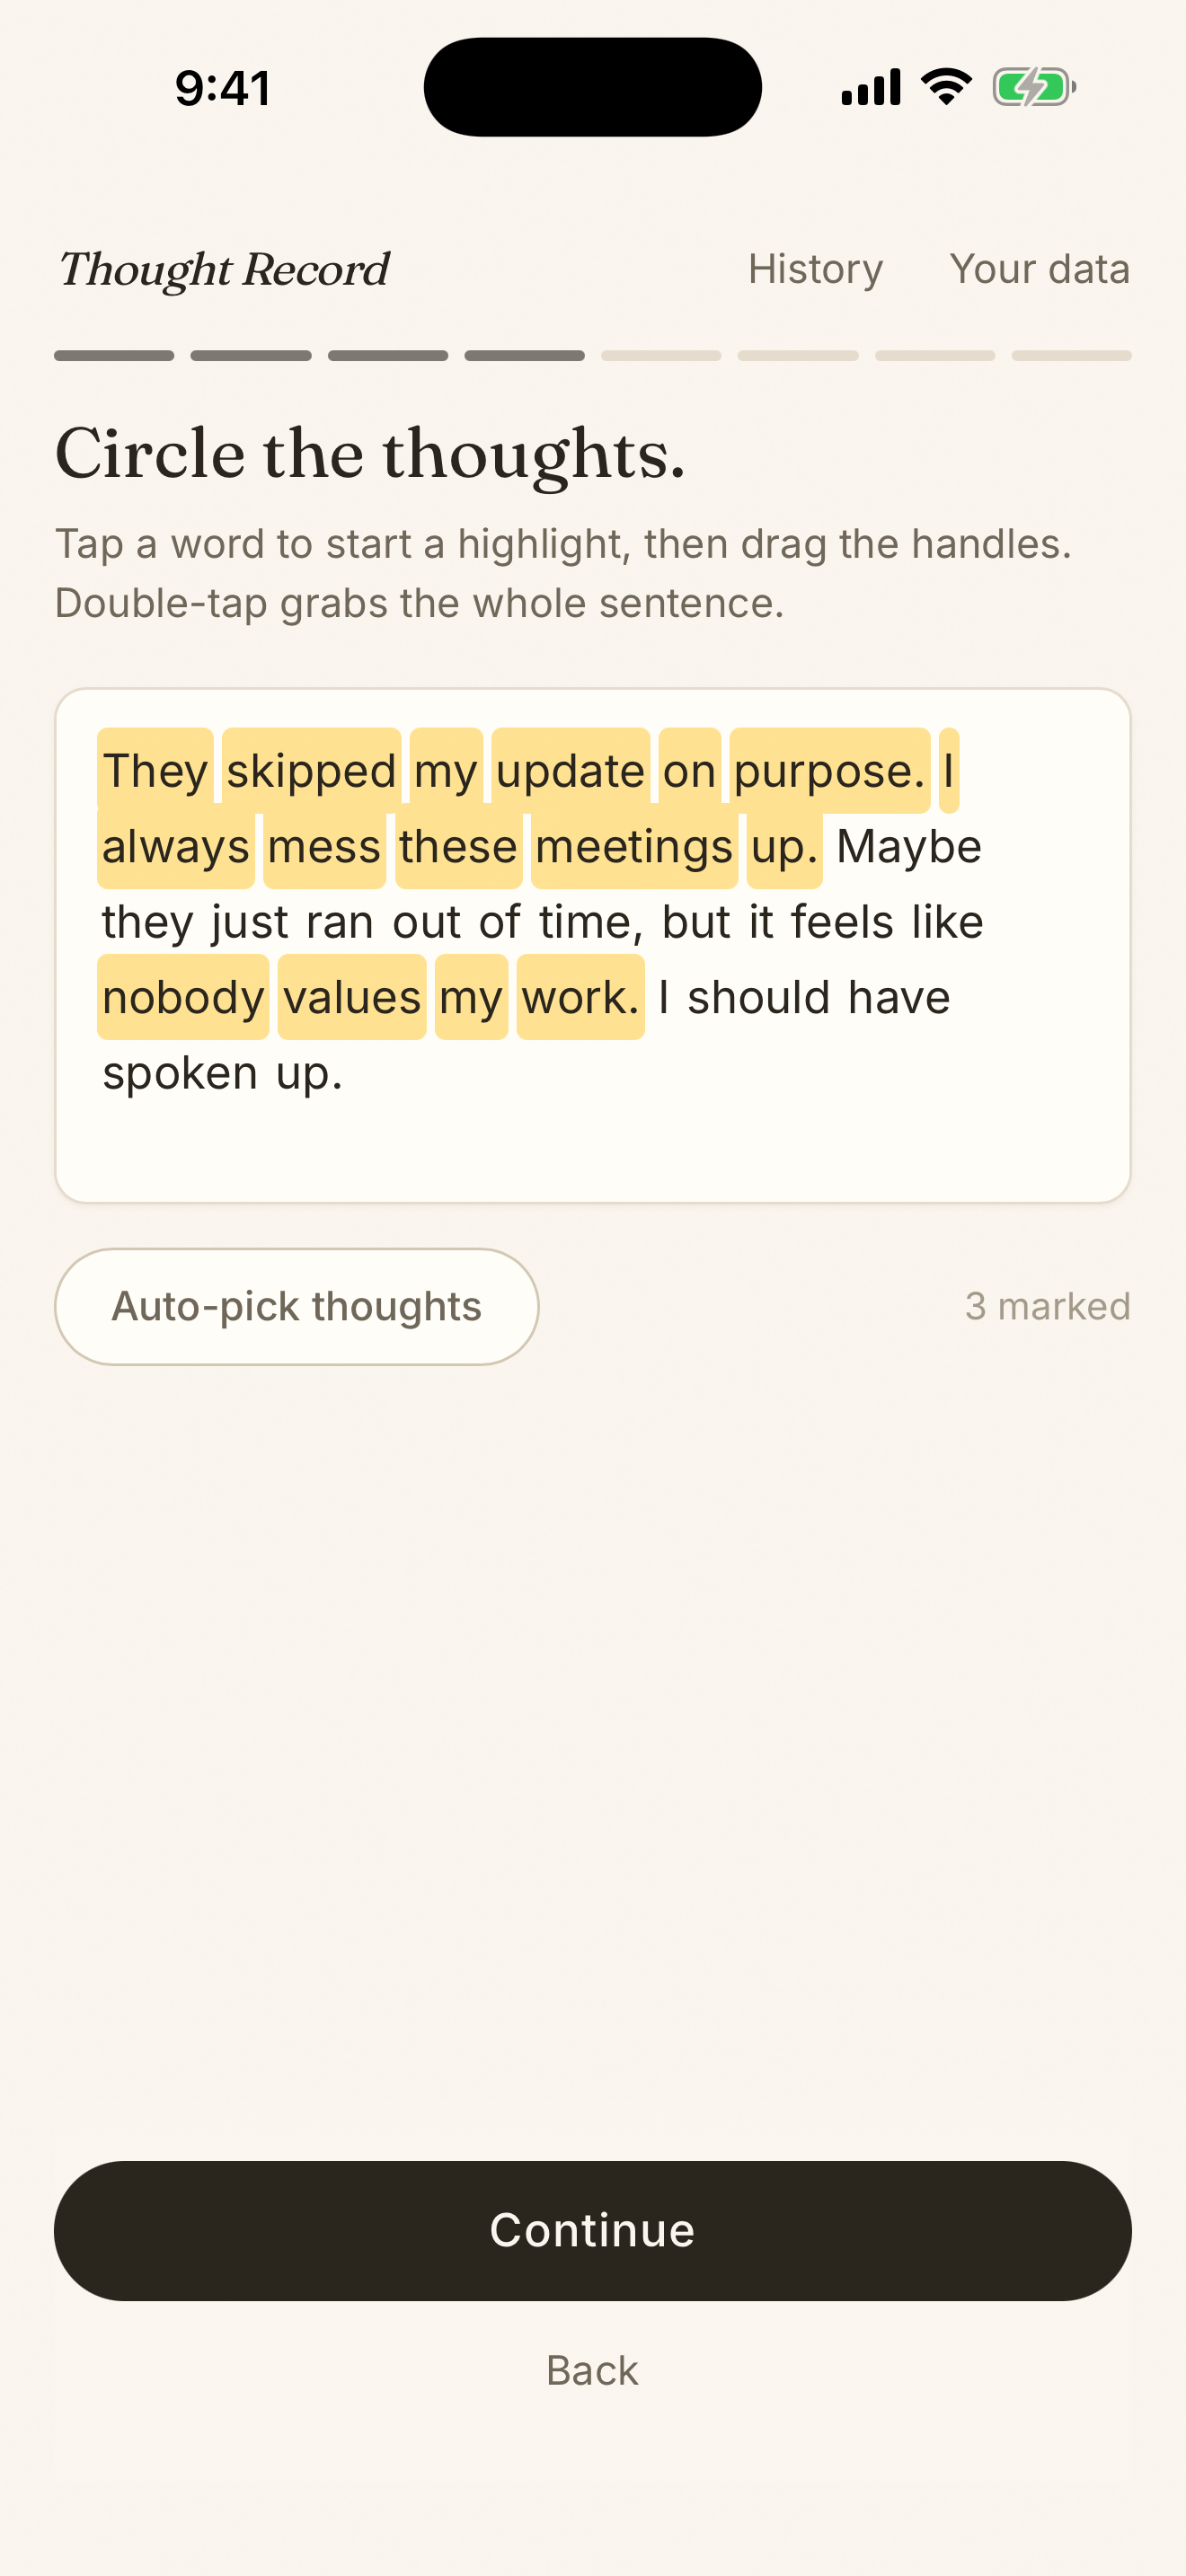 9:41
Thought Record History Your data
Circle the thoughts.
Tap a word to start a highlight, then drag the handles.
Double-tap grabs the whole sentence.
They skipped my update on purpose. I
always mess these meetings up. Maybe
they just ran out of time, but it feels like
nobody values my work. I should have
spoken up.
Auto-pick thoughts 3 marked
Continue
Back